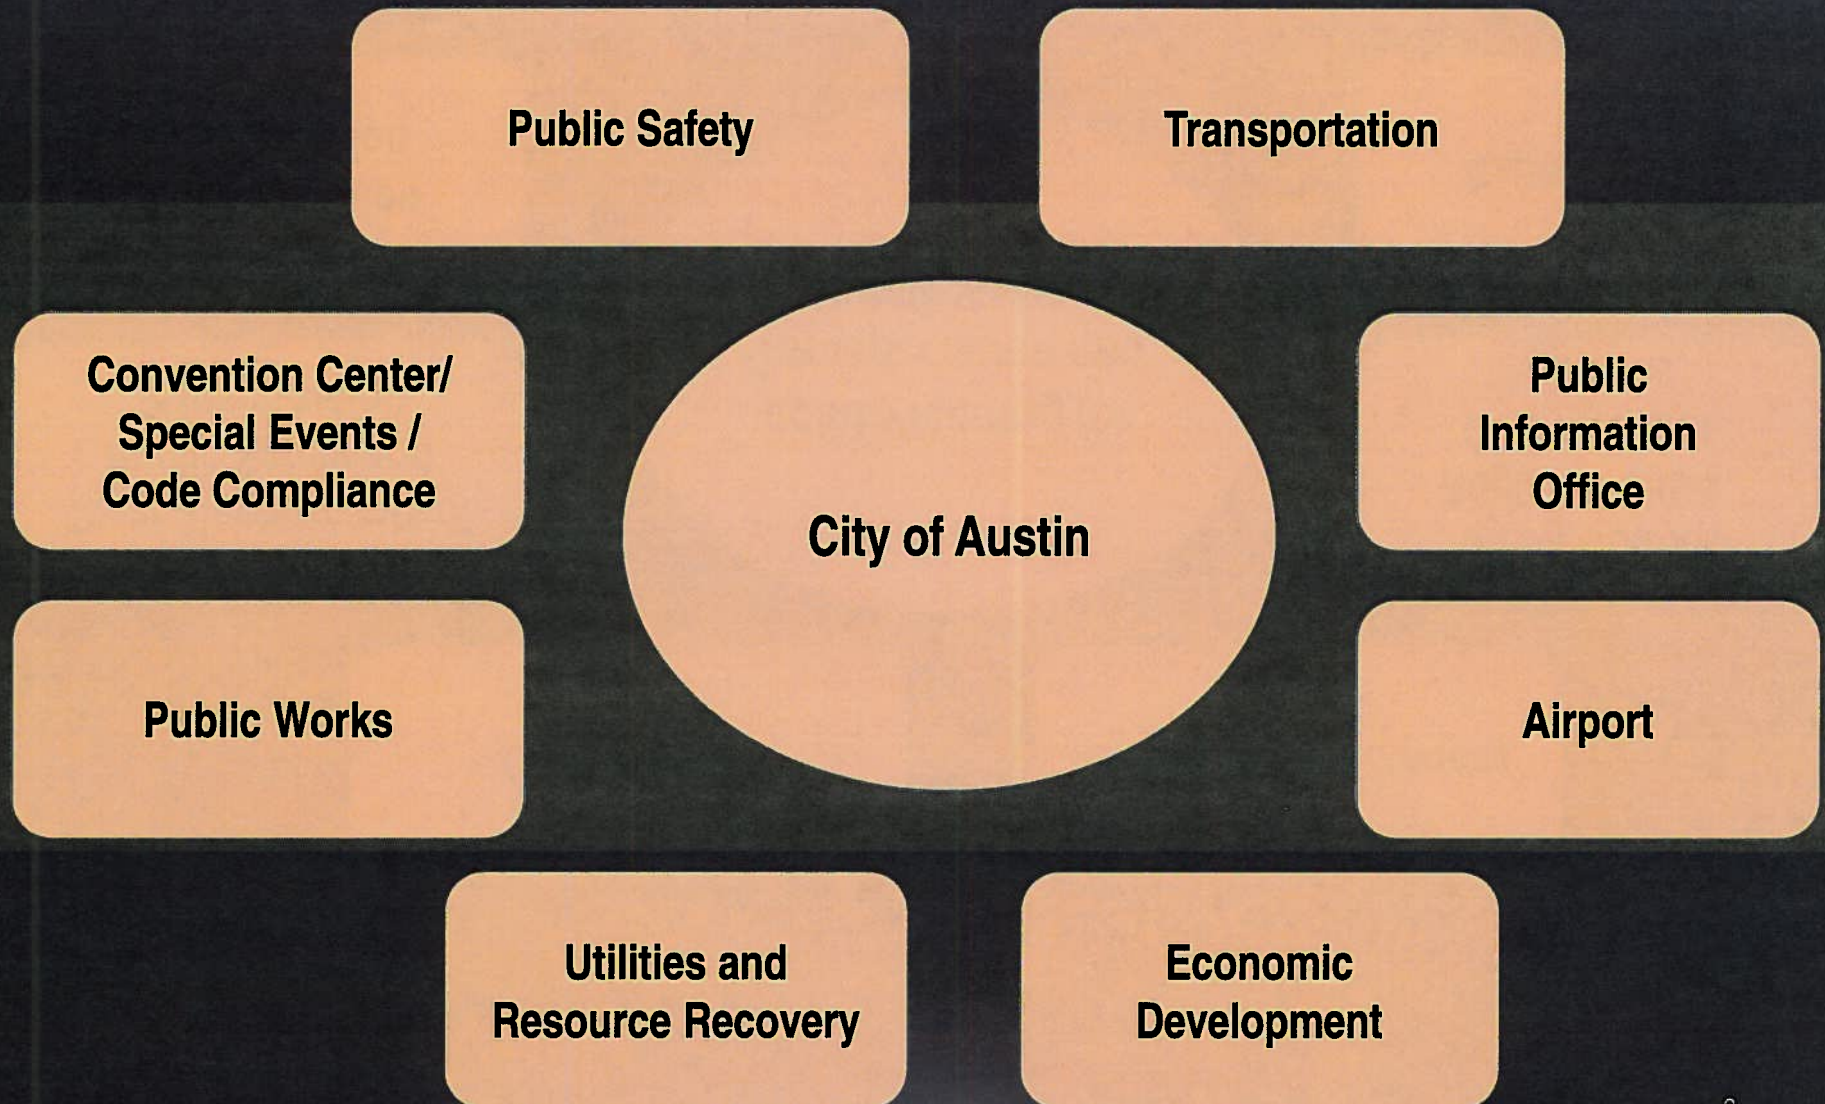 Public Safety
Transportation
Convention Center/
Special Events /
Code Compliance
Public
Information
Office
City of Austin
Public Works
Airport
Utilities and
Resource Recovery
Economic
Development